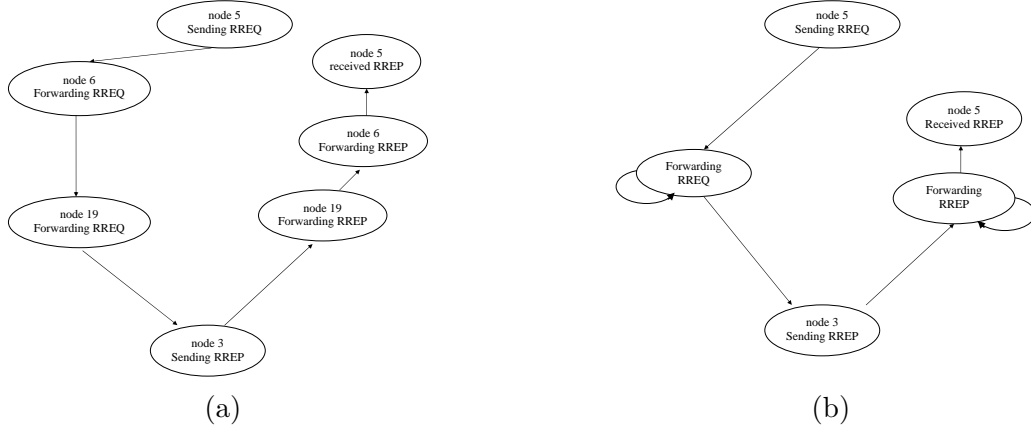 node 5
Sending RREQ
node 6
Forwarding RREQ
node 19
Forwarding RREQ
node 3
Sending RREP
node 19
Forwarding RREP
node 6
Forwarding RREP
node 5
received RREP
(a)
node 5
Sending RREQ
Forwarding
RREQ
node 3
Sending RREP
Forwarding
RREP
node 5
Received RREP
(b)